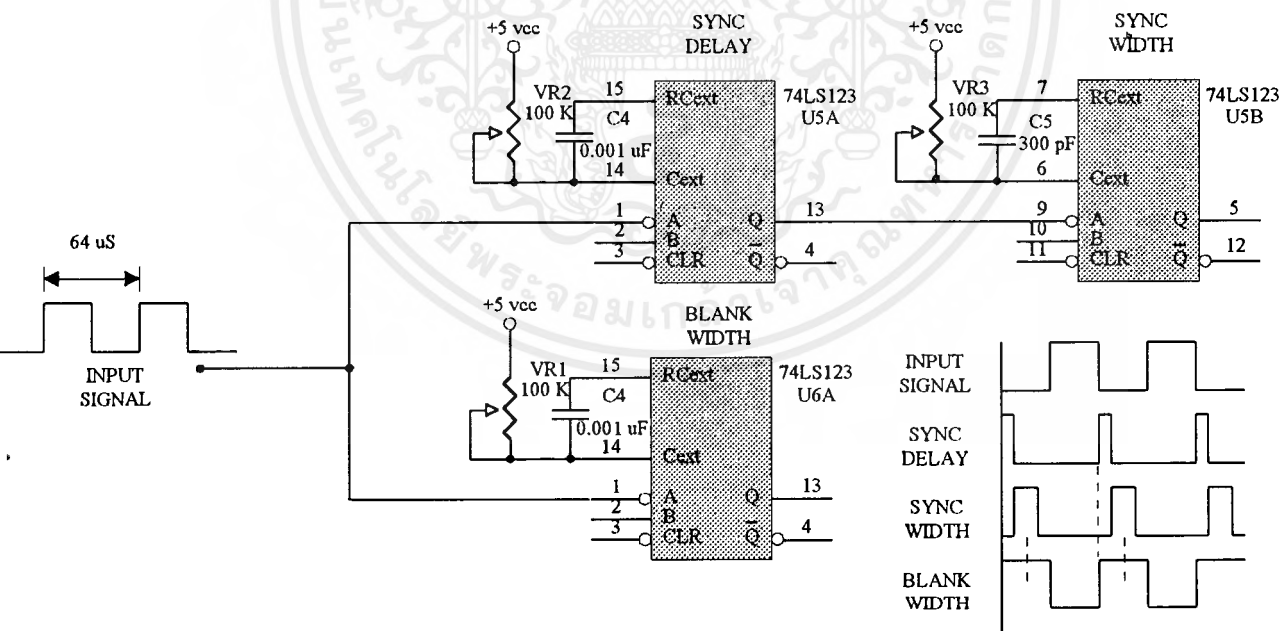 +5 vcc
SYNC
DELAY
VR2
100 K
15
C4
0.001 uF
14
RCext
Cext
74LS123
U5A
1
2
3
A
B
CLR
Q
Q
13
4
+5 vcc
SYNC
WIDTH
VR3
100 K
7
C5
300 pF
6
RCext
Cext
74LS123
U5B
9
10
11
A
B
CLR
Q
Q
5
12
64 uS
INPUT
SIGNAL
+5 vcc
BLANK
WIDTH
VR1
100 K
15
C4
0.001 uF
14
RCext
Cext
74LS123
U6A
1
2
3
A
B
CLR
Q
Q
13
4
INPUT
SIGNAL
SYNC
DELAY
SYNC
WIDTH
BLANK
WIDTH